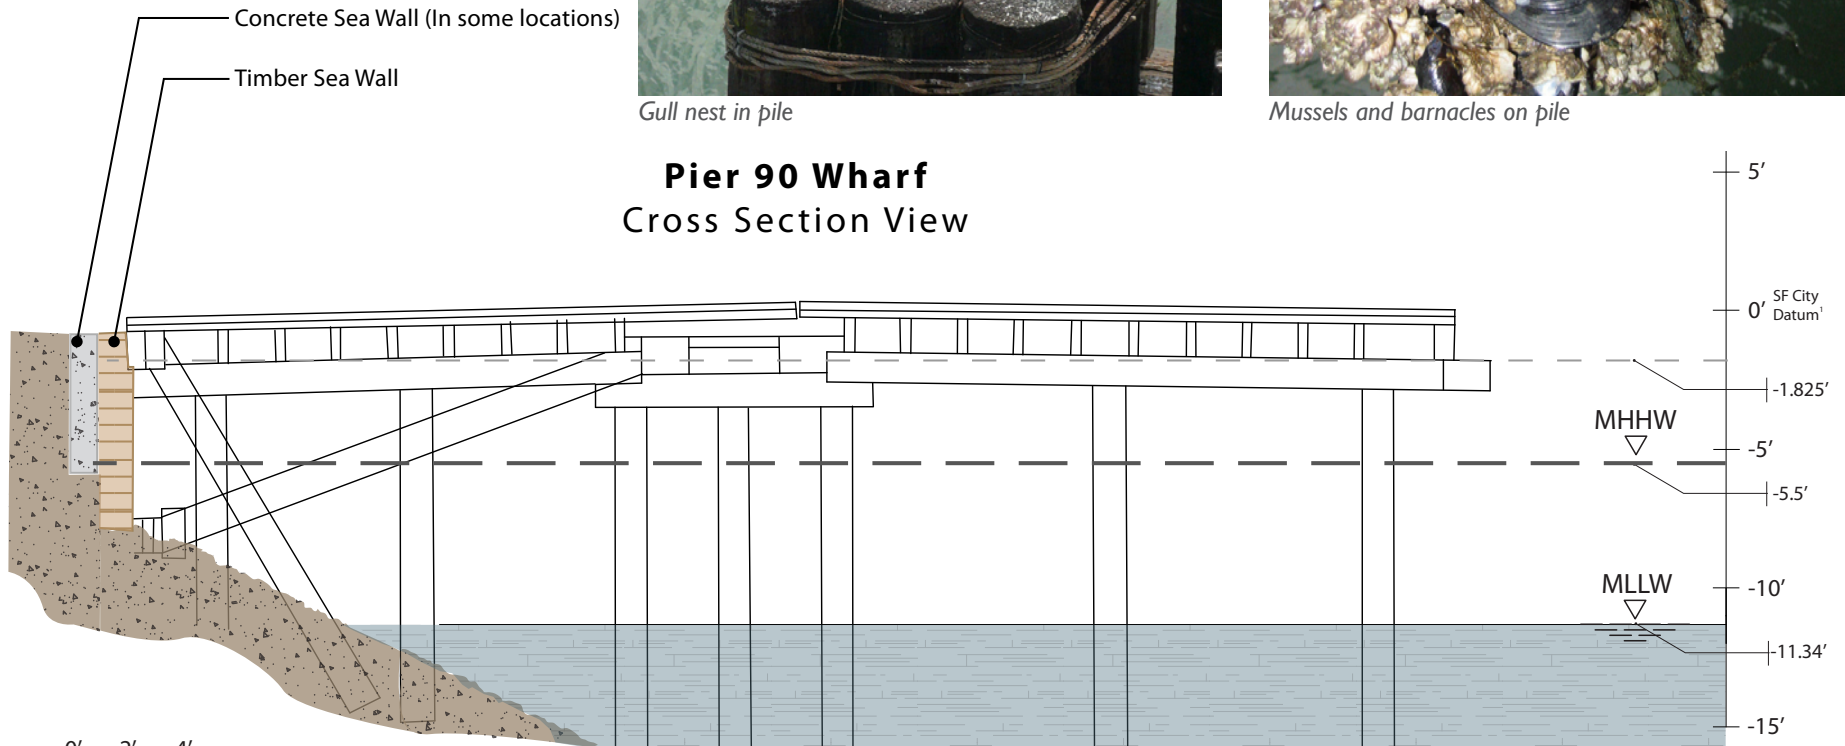 Concrete Sea Wall (In some locations)
Timber Sea Wall
Gull nest in pile
Mussels and barnacles on pile
Pier 90 Wharf
Cross Section View
5’
0’
SF City
Datum¹
-1.825’
MHHW
-5’
-5.5’
MLLW
-10’
-11.34’
-15’
0’ 2’ 4’